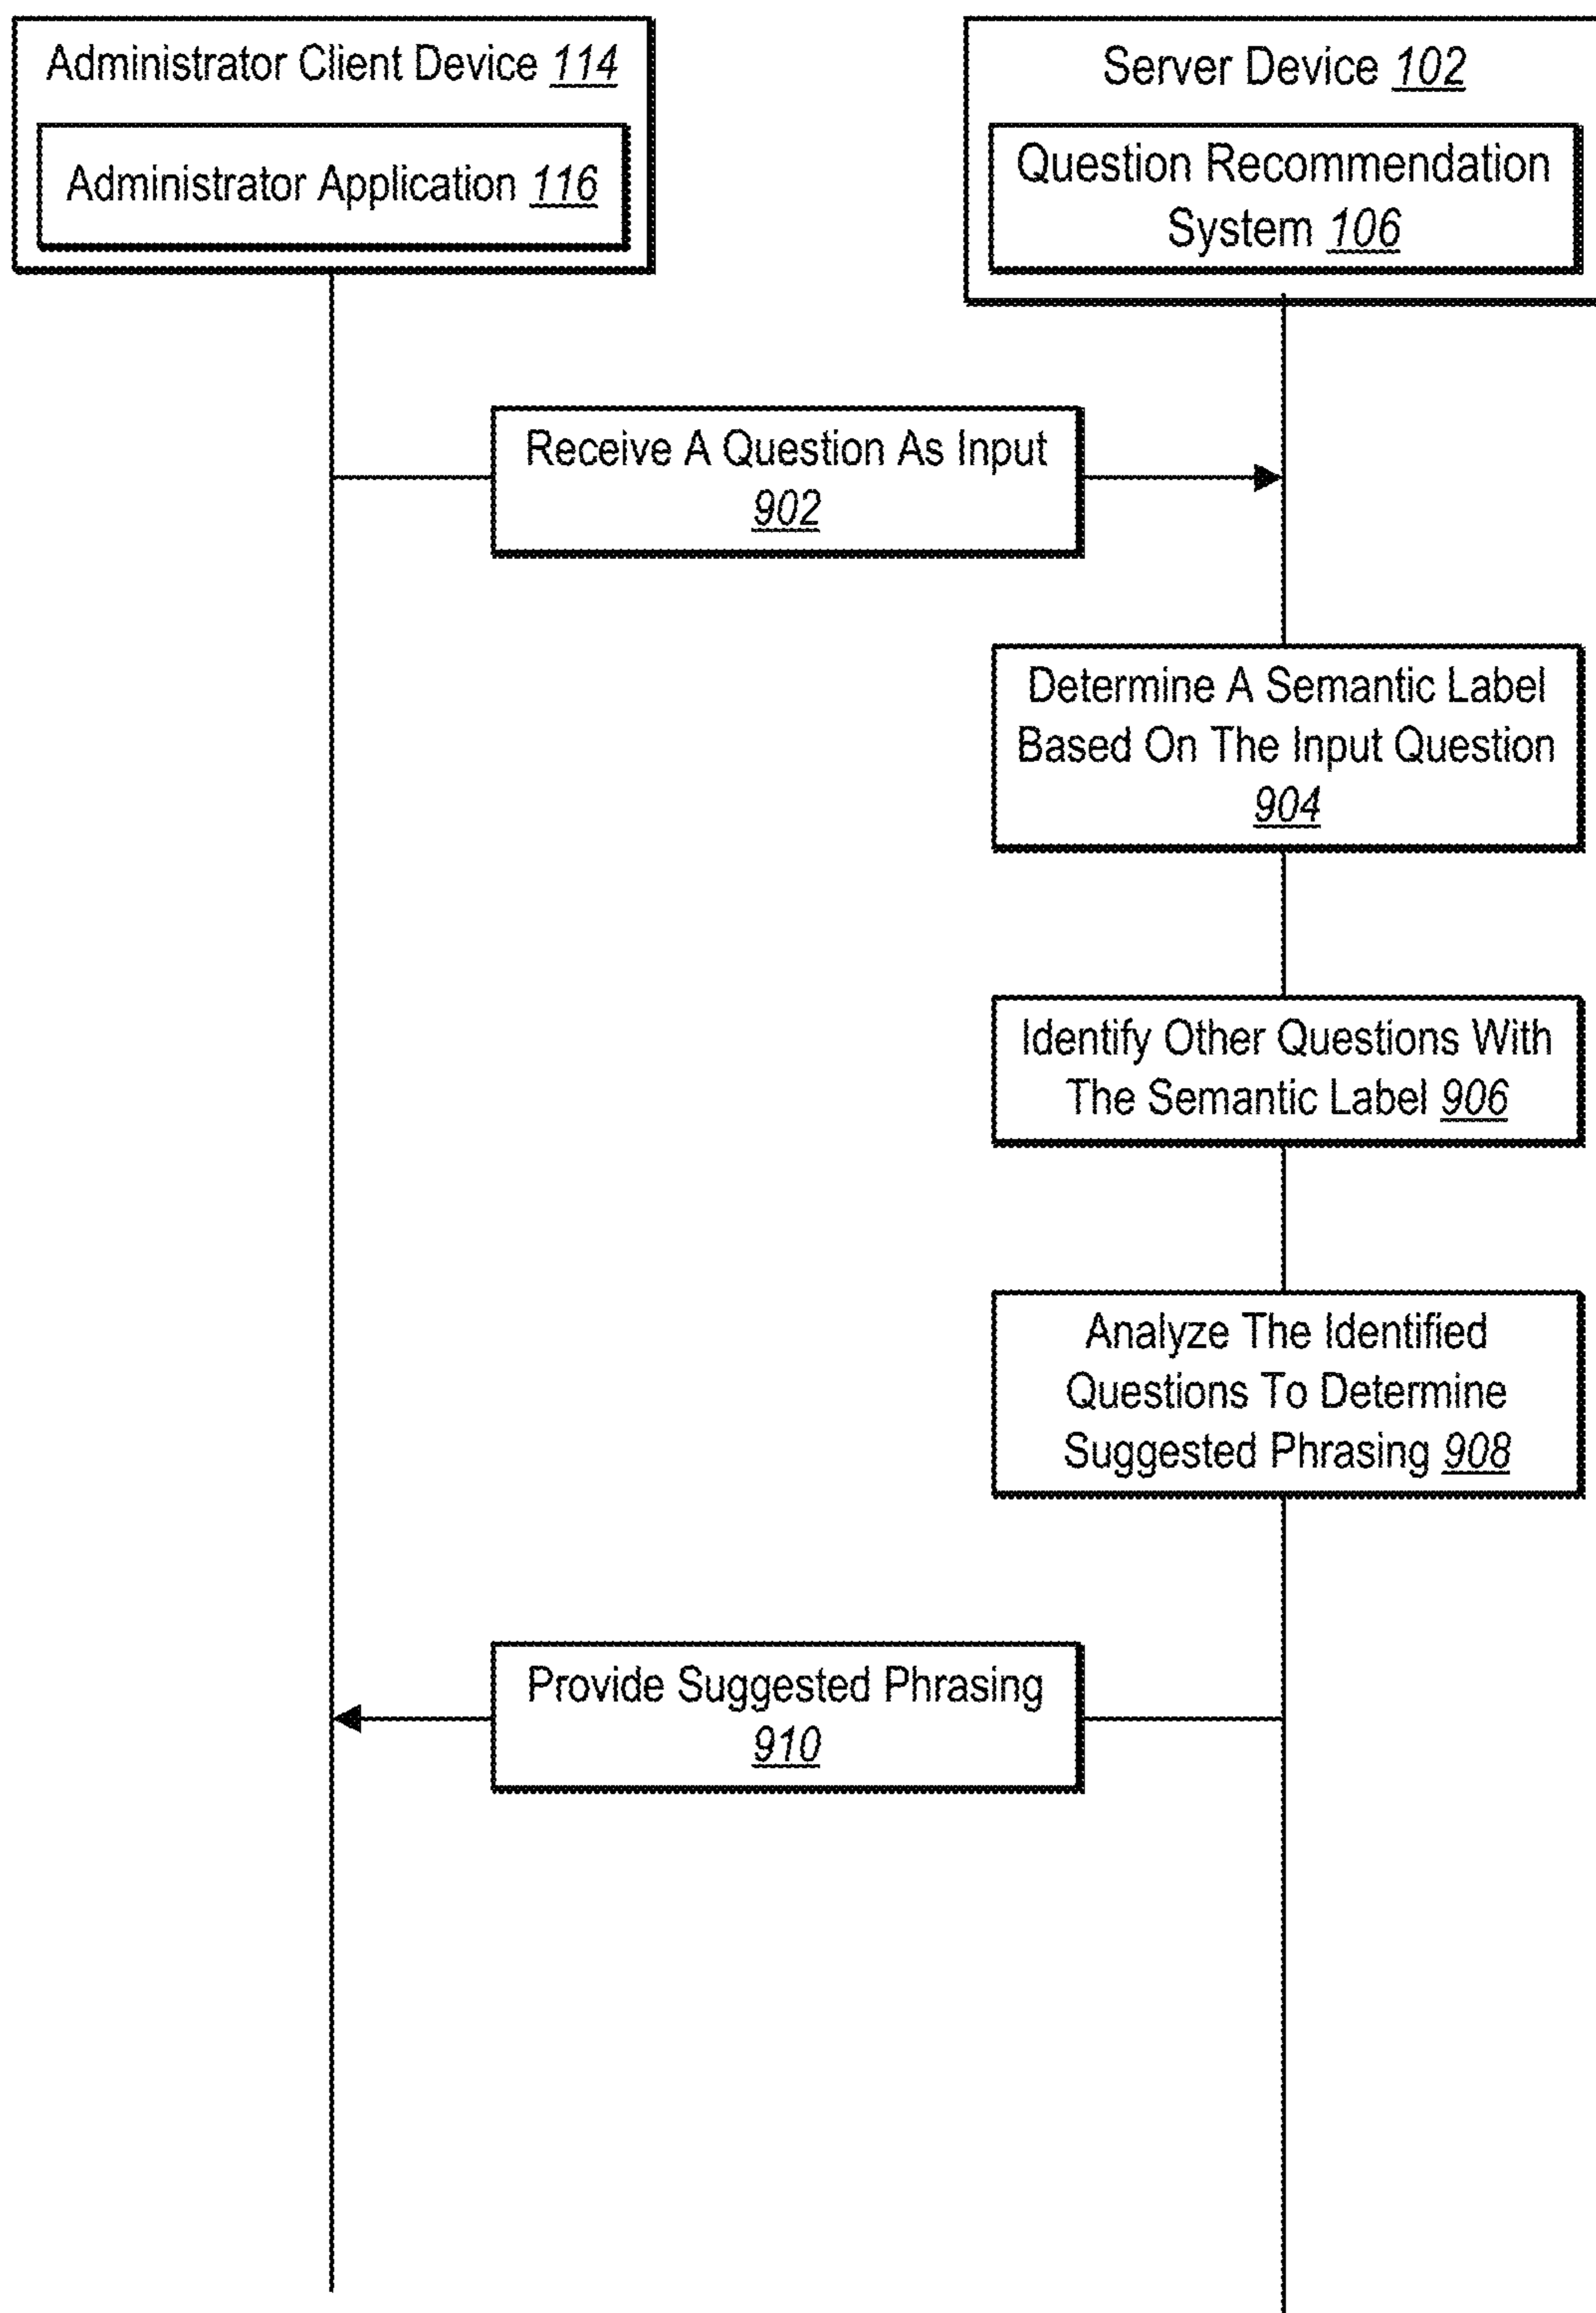 Administrator Client Device 114
Administrator Application 116
Server Device 102
Question Recommendation
System 106
Receive A Question As Input
902
Determine A Semantic Label
Based On The Input Question
904
Identify Other Questions With
The Semantic Label 906
Analyze The Identified
Questions To Determine
Suggested Phrasing 908
Provide Suggested Phrasing
910